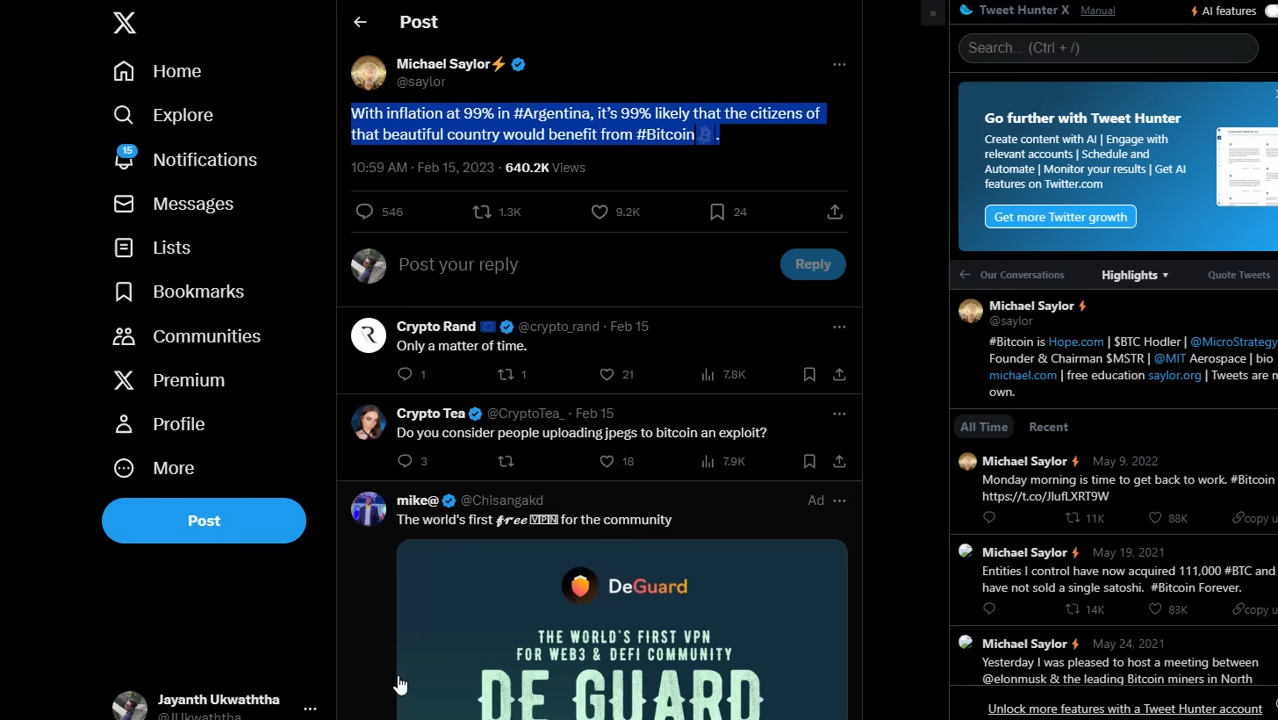 Home
Explore
15
Notifications
Messages
Lists
Bookmarks
Communities
Premium
Profile
More
Post
Jayanth Ukwaththa
@JUkwaththa
Post
Michael Saylor⚡
@saylor
With inflation at 99% in #Argentina, it's 99% likely that the citizens of
that beautiful country would benefit from #Bitcoin₿.
10:59 AM · Feb 15, 2023 · 640.2K Views
546 1.3K 9.2K 24
Post your reply
Reply
Crypto Rand 🇪🇺 @crypto_rand · Feb 15
Only a matter of time.
1 1 21 7.8K
Crypto Tea @CryptoTea_ · Feb 15
Do you consider people uploading jpegs to bitcoin an exploit?
3 18 7.9K
mike@ @Chisangakd Ad
The world's first 𝓯𝓻𝓮𝓮 🆅🅿🅽 for the community
DeGuard
THE WORLD'S FIRST VPN
FOR WEB3 & DEFI COMMUNITY
DE GUARD
»
Tweet Hunter X Manual ⚡ AI features
Search... (Ctrl + /)
Go further with Tweet Hunter
Create content with AI | Engage with
relevant accounts | Schedule and
Automate | Monitor your results | Get AI
features on Twitter.com
Get more Twitter growth
Our Conversations Highlights ▾ Quote Tweets
Michael Saylor⚡
@saylor
#Bitcoin is Hope.com | $BTC Hodler | @MicroStrategy
Founder & Chairman $MSTR | @MIT Aerospace | bio
michael.com | free education saylor.org | Tweets are m
own.
All Time Recent
Michael Saylor⚡ May 9, 2022
Monday morning is time to get back to work. #Bitcoin
https://t.co/JIufLXRT9W
11K 88K copy u
Michael Saylor⚡ May 19, 2021
Entities I control have now acquired 111,000 #BTC and
have not sold a single satoshi. #Bitcoin Forever.
14K 83K copy u
Michael Saylor⚡ May 24, 2021
Yesterday I was pleased to host a meeting between
@elonmusk & the leading Bitcoin miners in North
Unlock more features with a Tweet Hunter account